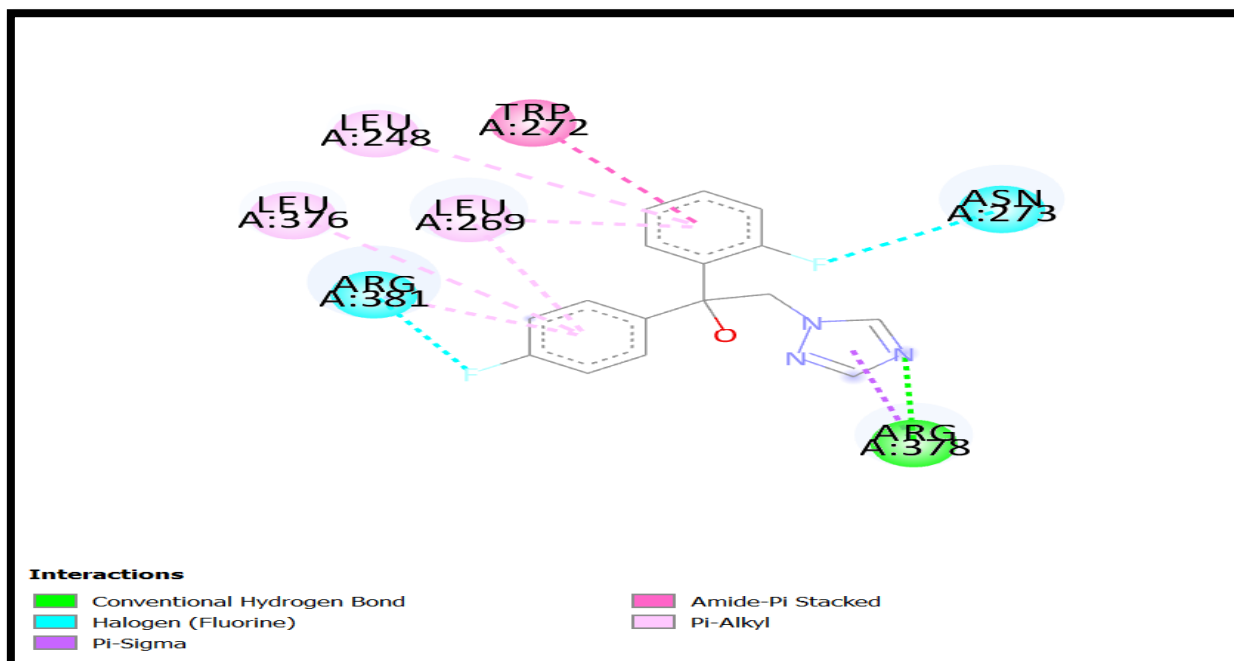 TRP
A:272
LEU
A:248
ASN
A:273
LEU
A:376
LEU
A:269
ARG
A:381
F
F
O
N
N
N
ARG
A:378
Interactions
Conventional Hydrogen Bond
Halogen (Fluorine)
Pi-Sigma
Amide-Pi Stacked
Pi-Alkyl